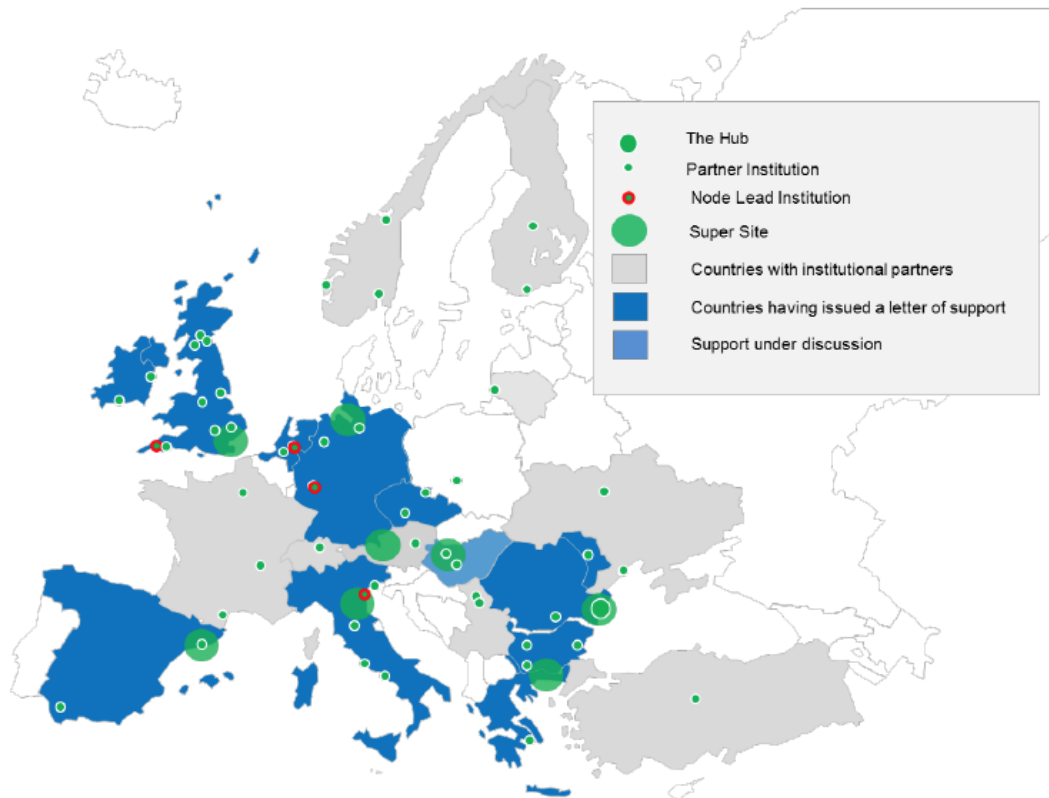 The Hub
Partner Institution
Node Lead Institution
Super Site
Countries with institutional partners
Countries having issued a letter of support
Support under discussion